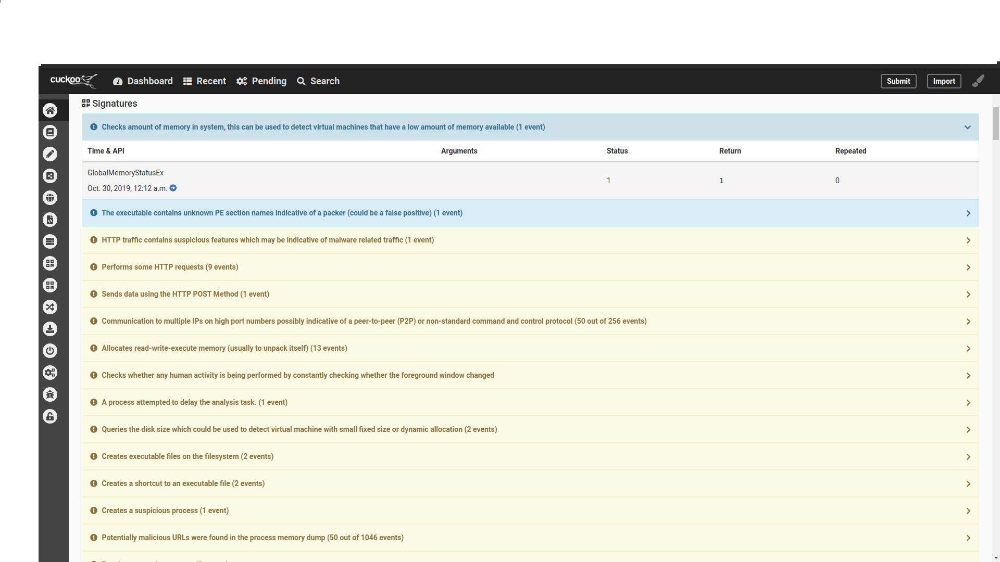 cuckoo Dashboard Recent Pending Search Submit Import
Signatures
Checks amount of memory in system, this can be used to detect virtual machines that have a low amount of memory available (1 event)
Time & API Arguments Status Return Repeated
GlobalMemoryStatusEx
Oct. 30, 2019, 12:12 a.m.
1 1 0
The executable contains unknown PE section names indicative of a packer (could be a false positive) (1 event)
HTTP traffic contains suspicious features which may be indicative of malware related traffic (1 event)
Performs some HTTP requests (9 events)
Sends data using the HTTP POST Method (1 event)
Communication to multiple IPs on high port numbers possibly indicative of a peer-to-peer (P2P) or non-standard command and control protocol (50 out of 256 events)
Allocates read-write-execute memory (usually to unpack itself) (13 events)
Checks whether any human activity is being performed by constantly checking whether the foreground window changed
A process attempted to delay the analysis task. (1 event)
Queries the disk size which could be used to detect virtual machine with small fixed size or dynamic allocation (2 events)
Creates executable files on the filesystem (2 events)
Creates a shortcut to an executable file (2 events)
Creates a suspicious process (1 event)
Potentially malicious URLs were found in the process memory dump (50 out of 1046 events)